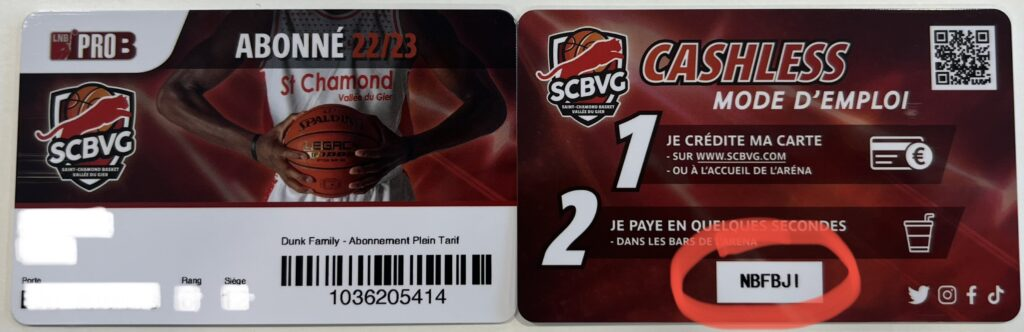 LNB PRO B
ABONNÉ 22/23
St Chamond
Vallée du Gier
SPALDING
LEGACY
SCBVG
SAINT-CHAMOND BASKET
VALLÉE DU GIER
Dunk Family - Abonnement Plein Tarif
Porte Rang Siège
1036205414
SCBVG
SAINT-CHAMOND BASKET
VALLÉE DU GIER
CASHLESS
MODE D'EMPLOI
1 JE CRÉDITE MA CARTE
- SUR WWW.SCBVG.COM
- OU À L'ACCUEIL DE L'ARÉNA
2 JE PAYE EN QUELQUES SECONDES
- DANS LES BARS DE L'ARÉNA
NBFBJI